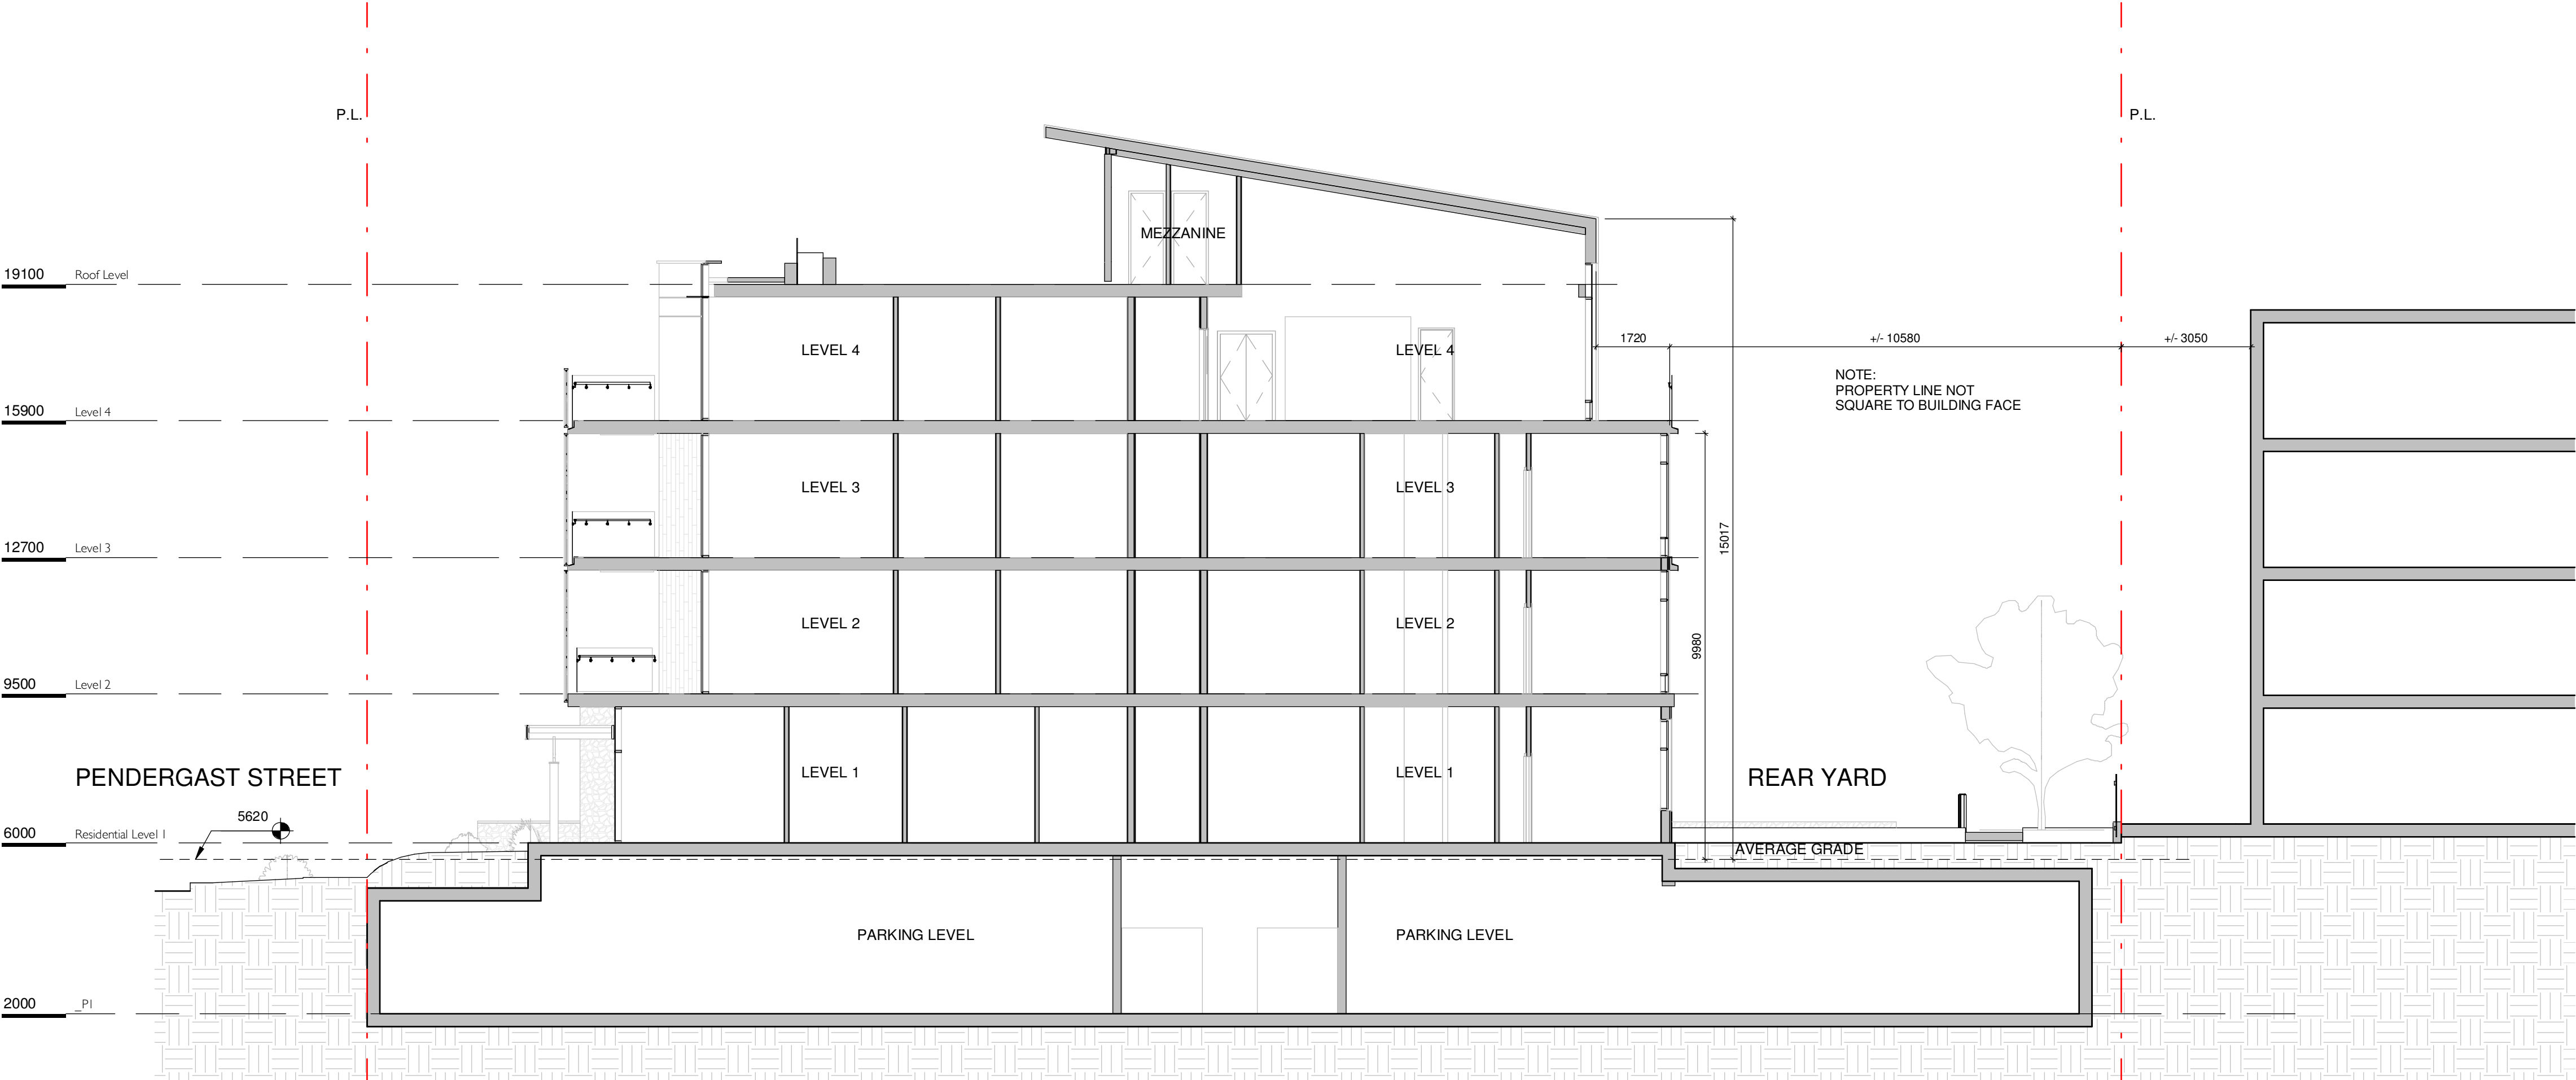 P.L.
P.L.
MEZZANINE
19100 Roof Level
1720
+/- 10580
+/- 3050
LEVEL 4
LEVEL 4
NOTE:
PROPERTY LINE NOT
SQUARE TO BUILDING FACE
15900 Level 4
LEVEL 3
LEVEL 3
15017
12700 Level 3
LEVEL 2
LEVEL 2
9980
9500 Level 2
PENDERGAST STREET
LEVEL 1
LEVEL 1
REAR YARD
5620
6000 Residential Level 1
AVERAGE GRADE
PARKING LEVEL
PARKING LEVEL
2000 _P1